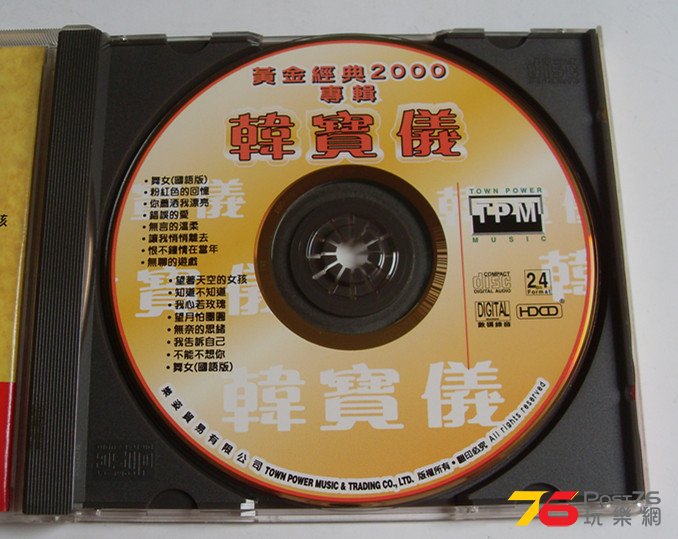 黃金經典2000
專輯
韓寶儀
·舞女(國語版)
·粉紅色的回憶
·你瀟洒我漂亮
·錯誤的愛
·無言的溫柔
·讓我悄悄離去
·恨不鍾情在當年
·無聊的遊戲
·望著天空的女孩
·知道不知道
·我心若玫瑰
·望月怕團圓
·無奈的思緒
·我告訴自己
·不能不想你
·舞女(國語版)
TOWN POWER
TPM
MUSIC
COMPACT
disc
DIGITAL AUDIO
24
Format
DIGITAL
數碼錄音
HDCD
儀
寶儀
韓
韓寶儀
港姿貿易有限公司 TOWN POWER MUSIC & TRADING CO., LTD. 版權所有·翻印必究 All rights reserved
孩
76
Post76
玩樂網